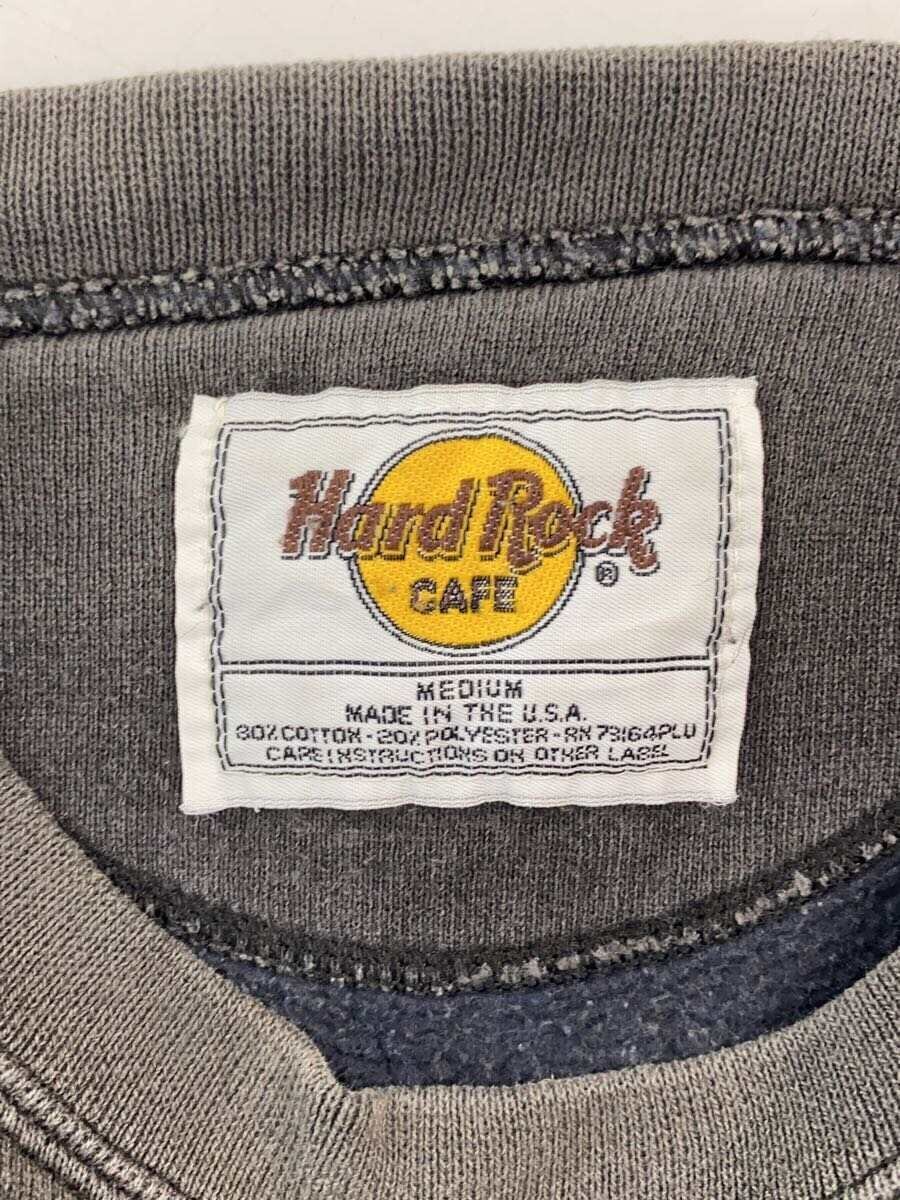 Hard Rock
CAFE
®
MEDIUM
MADE IN THE U.S.A.
80% COTTON - 20% POLYESTER - RN 73164PLU
CARE INSTRUCTIONS ON OTHER LABEL